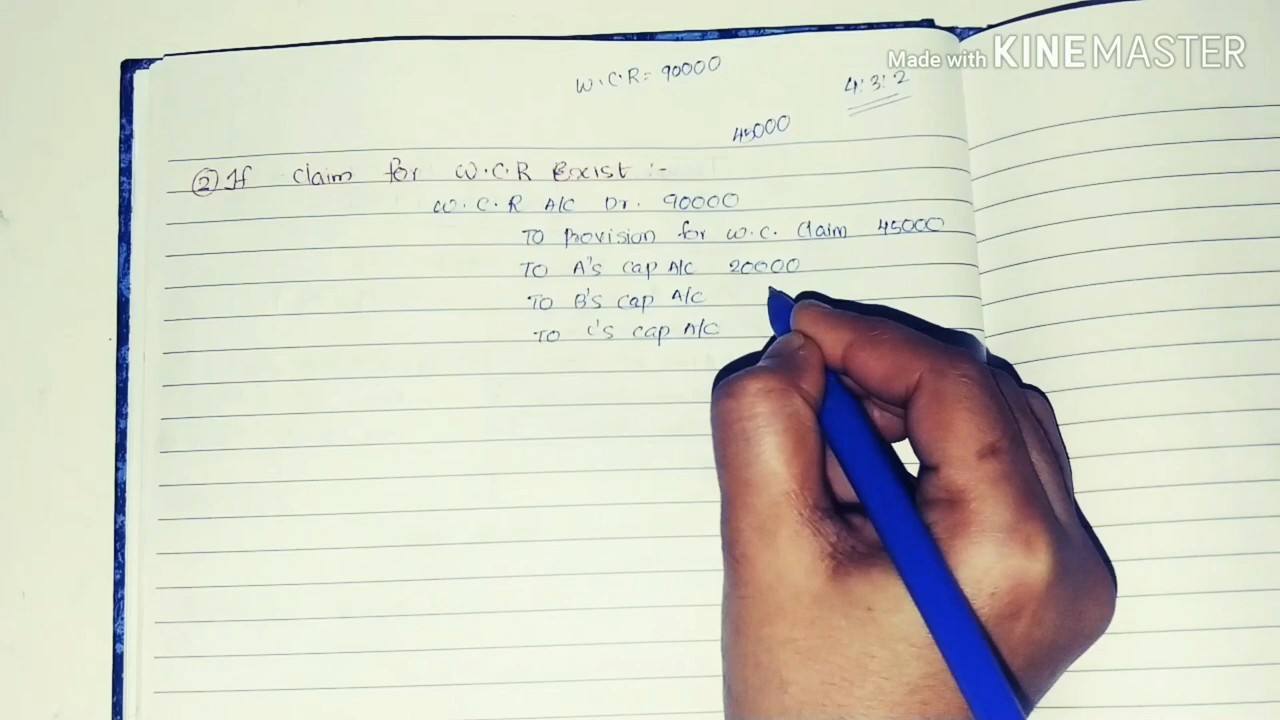 Made with KINEMASTER
W.C.R = 90000
4:3:2
45000
② If claim for W.C.R Exist :-
W.C.R A/C Dr. 90000
To provision for W.C. Claim 45000
To A's cap A/C 20000
To B's cap A/C
To C's cap A/C